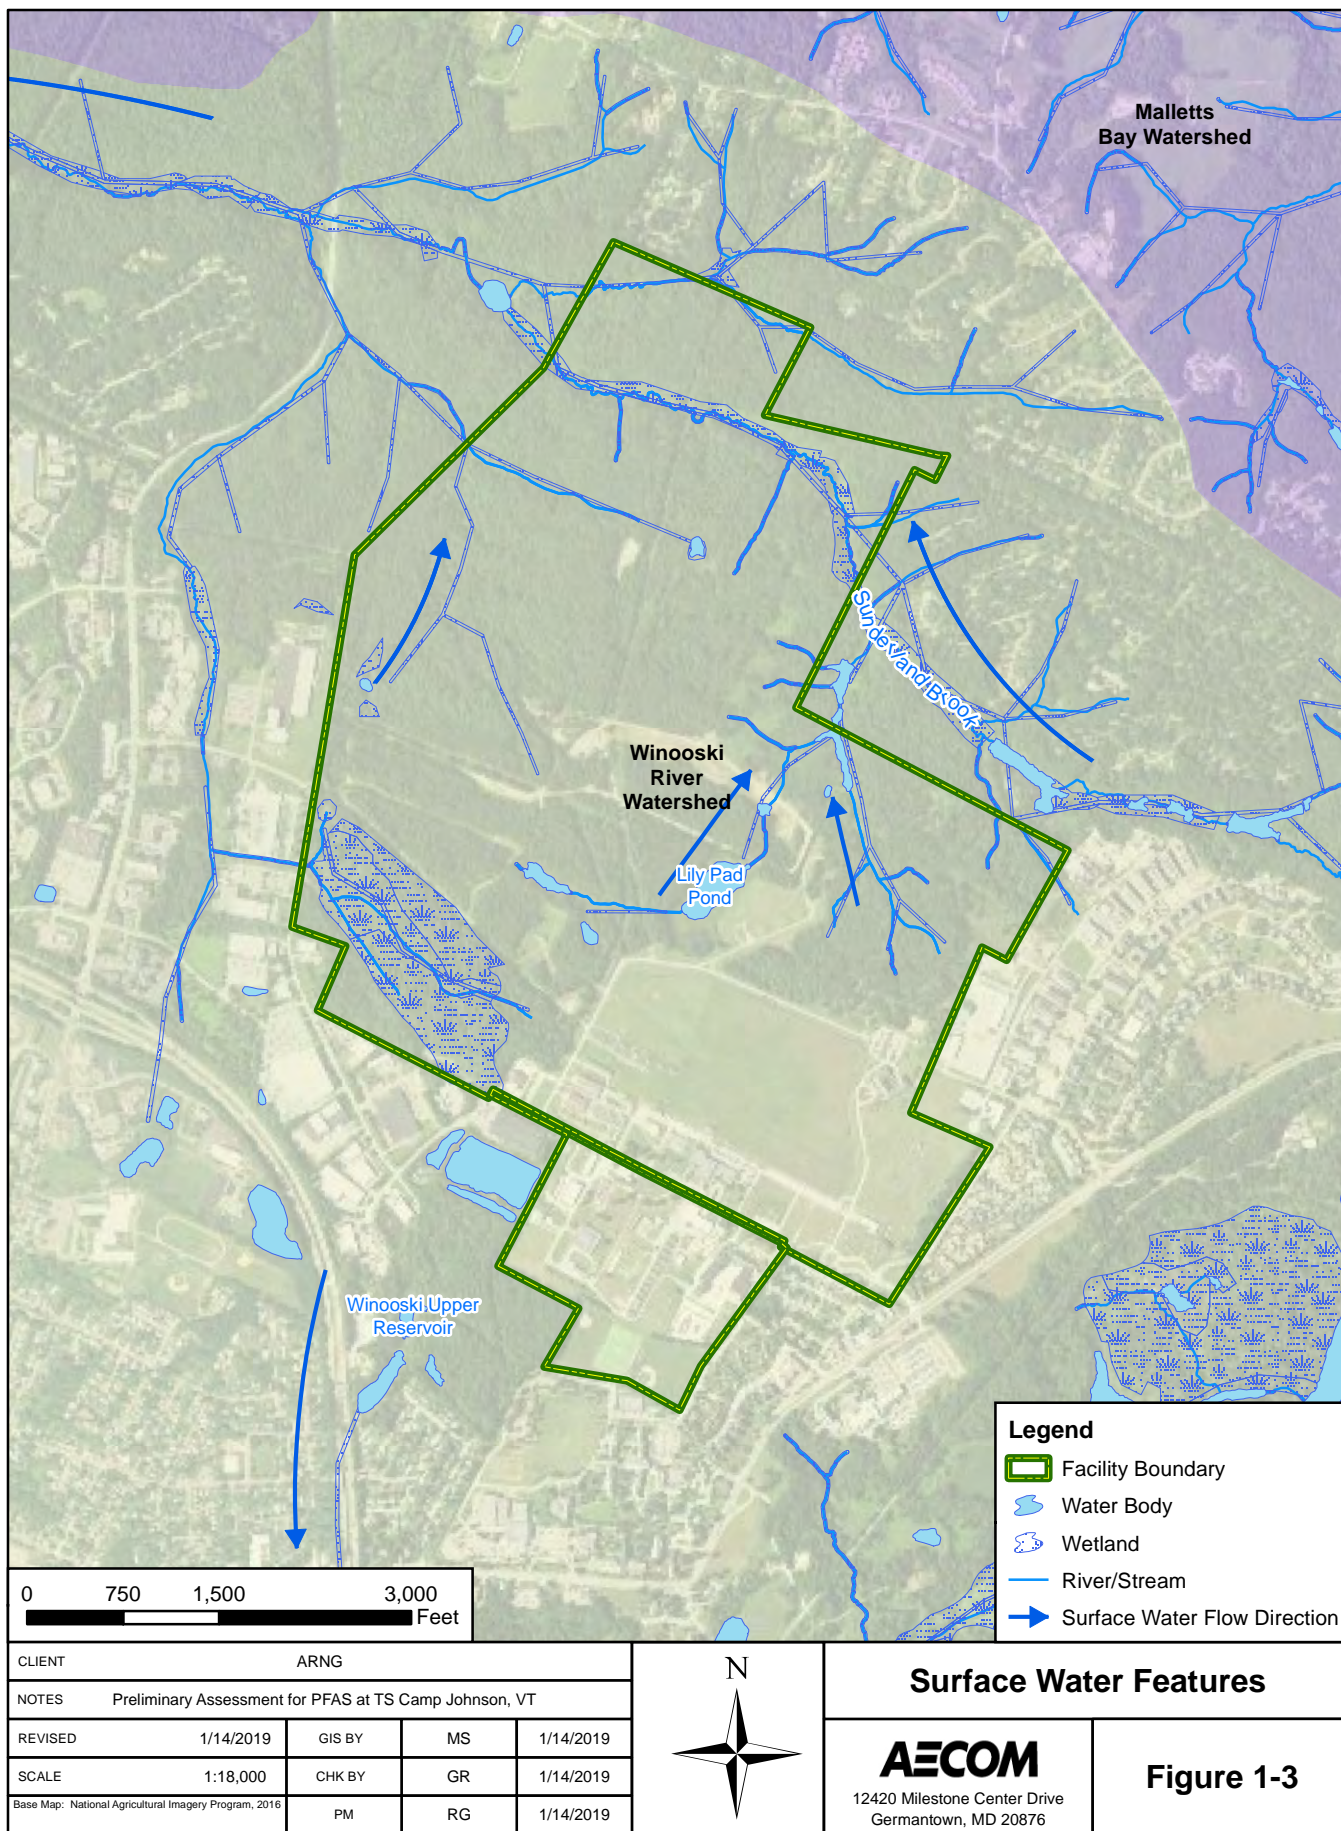 Malletts
Bay Watershed
Sunderland Brook
Winooski
River
Watershed
Lily Pad
Pond
Winooski Upper
Reservoir
Legend
Facility Boundary
Water Body
Wetland
River/Stream
Surface Water Flow Direction
0 750 1,500 3,000
Feet
CLIENT ARNG
NOTES Preliminary Assessment for PFAS at TS Camp Johnson, VT
REVISED 1/14/2019 GIS BY MS 1/14/2019
SCALE 1:18,000 CHK BY GR 1/14/2019
Base Map: National Agricultural Imagery Program, 2016 PM RG 1/14/2019
N
Surface Water Features
AECOM
12420 Milestone Center Drive
Germantown, MD 20876
Figure 1-3